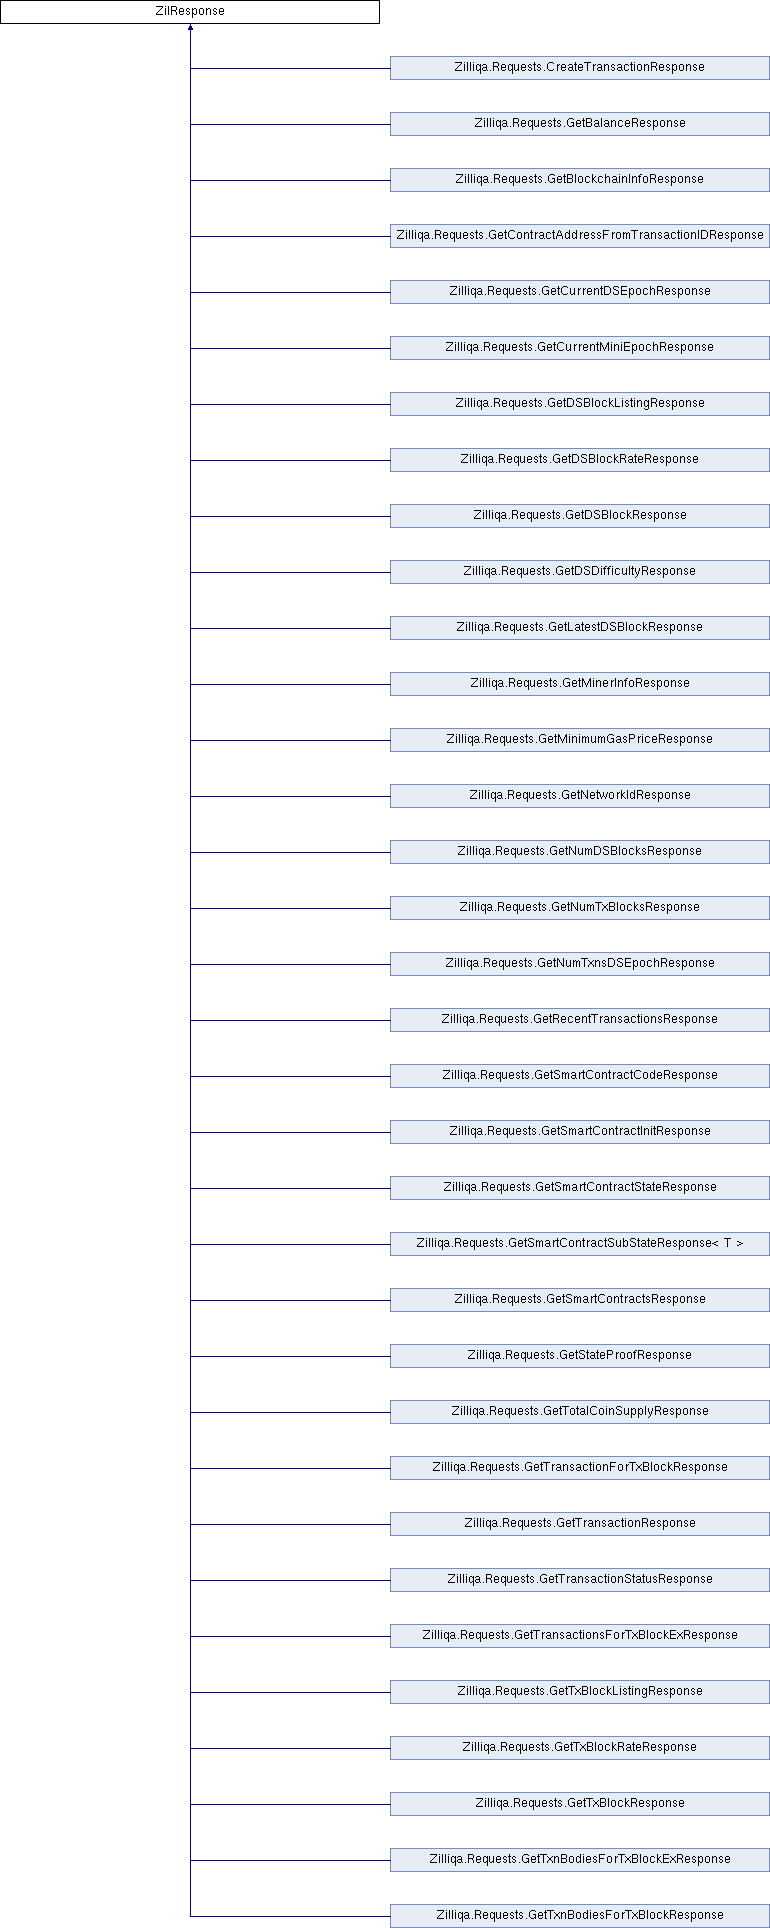 ZilResponse
Zilliqa.Requests.CreateTransactionResponse
Zilliqa.Requests.GetBalanceResponse
Zilliqa.Requests.GetBlockchainInfoResponse
Zilliqa.Requests.GetContractAddressFromTransactionIDResponse
Zilliqa.Requests.GetCurrentDSEpochResponse
Zilliqa.Requests.GetCurrentMiniEpochResponse
Zilliqa.Requests.GetDSBlockListingResponse
Zilliqa.Requests.GetDSBlockRateResponse
Zilliqa.Requests.GetDSBlockResponse
Zilliqa.Requests.GetDSDifficultyResponse
Zilliqa.Requests.GetLatestDSBlockResponse
Zilliqa.Requests.GetMinerInfoResponse
Zilliqa.Requests.GetMinimumGasPriceResponse
Zilliqa.Requests.GetNetworkIdResponse
Zilliqa.Requests.GetNumDSBlocksResponse
Zilliqa.Requests.GetNumTxBlocksResponse
Zilliqa.Requests.GetNumTxnsDSEpochResponse
Zilliqa.Requests.GetRecentTransactionsResponse
Zilliqa.Requests.GetSmartContractCodeResponse
Zilliqa.Requests.GetSmartContractInitResponse
Zilliqa.Requests.GetSmartContractStateResponse
Zilliqa.Requests.GetSmartContractSubStateResponse< T >
Zilliqa.Requests.GetSmartContractsResponse
Zilliqa.Requests.GetStateProofResponse
Zilliqa.Requests.GetTotalCoinSupplyResponse
Zilliqa.Requests.GetTransactionForTxBlockResponse
Zilliqa.Requests.GetTransactionResponse
Zilliqa.Requests.GetTransactionStatusResponse
Zilliqa.Requests.GetTransactionsForTxBlockExResponse
Zilliqa.Requests.GetTxBlockListingResponse
Zilliqa.Requests.GetTxBlockRateResponse
Zilliqa.Requests.GetTxBlockResponse
Zilliqa.Requests.GetTxnBodiesForTxBlockExResponse
Zilliqa.Requests.GetTxnBodiesForTxBlockResponse